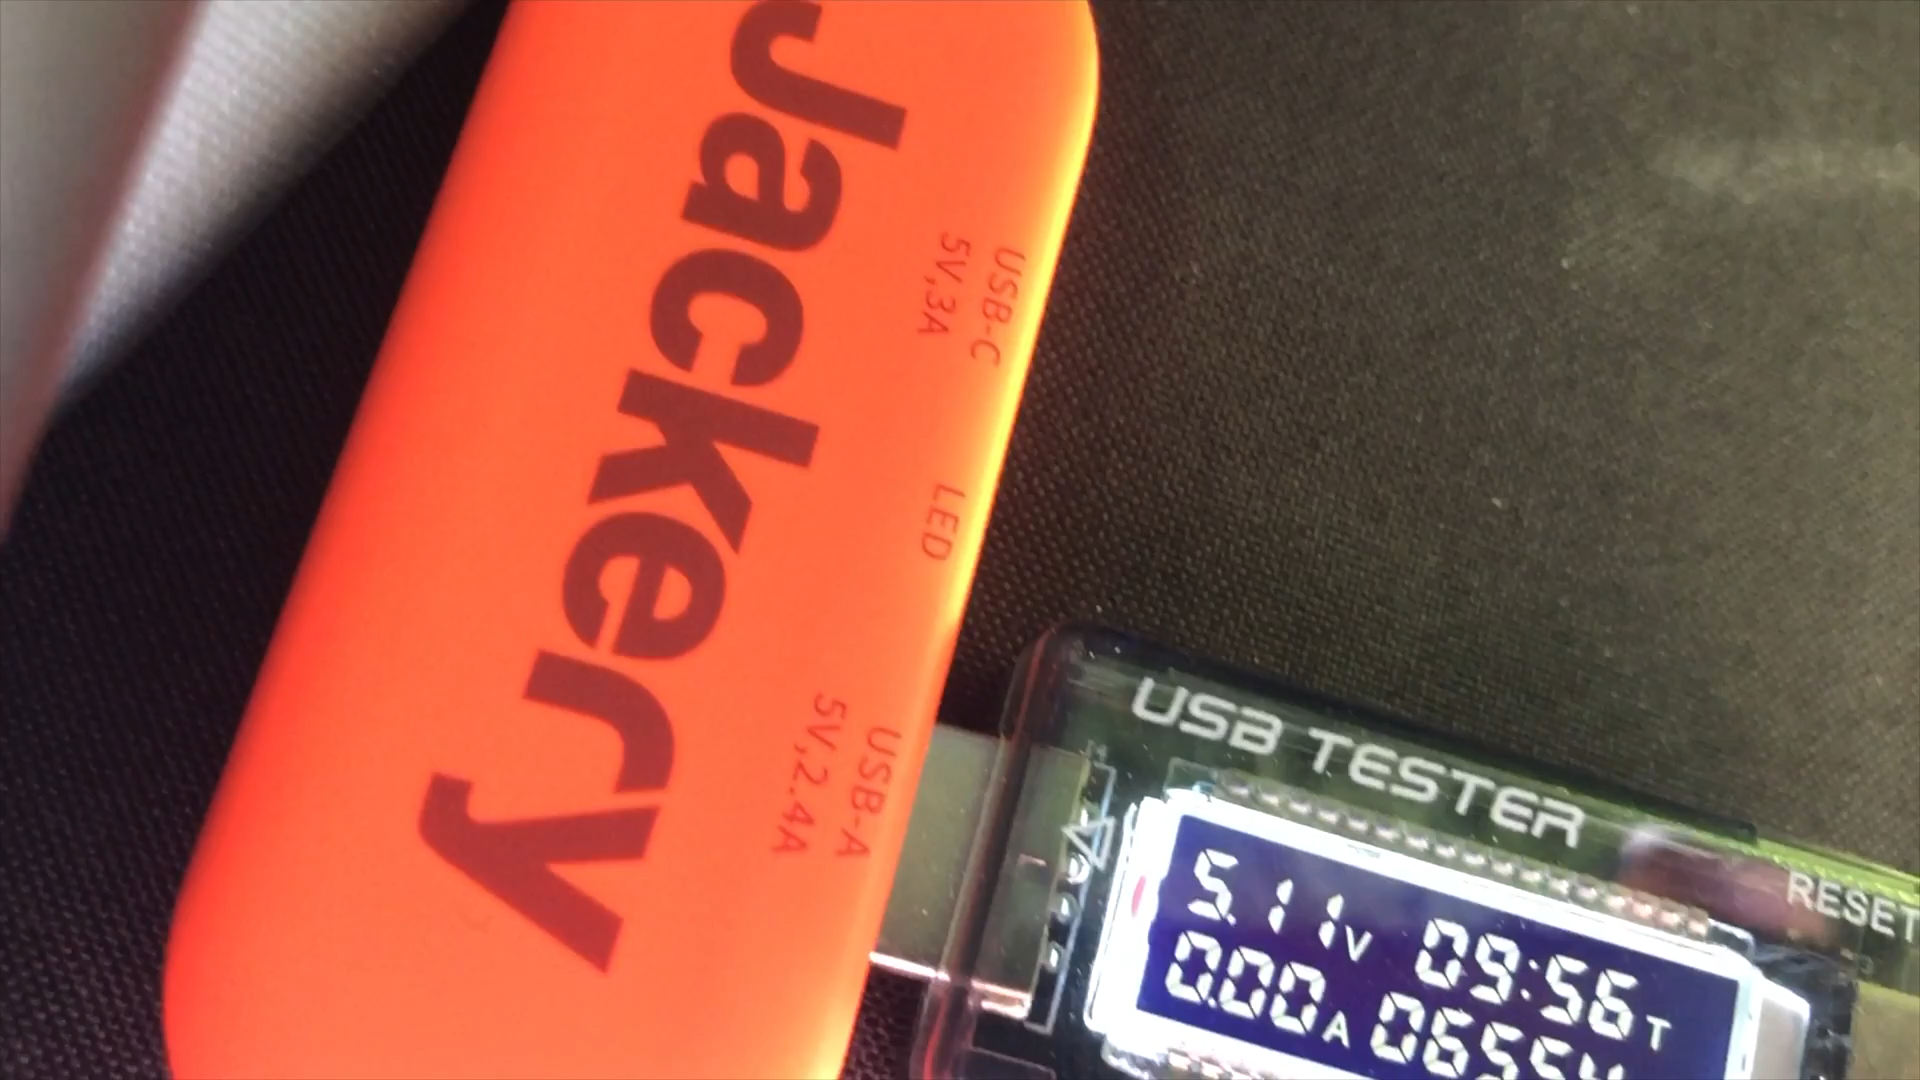 Jackery
USB-C
5V,3A
LED
USB-A
5V,2.4A
USB TESTER
RESET
5.11V 09:56T
0.00A